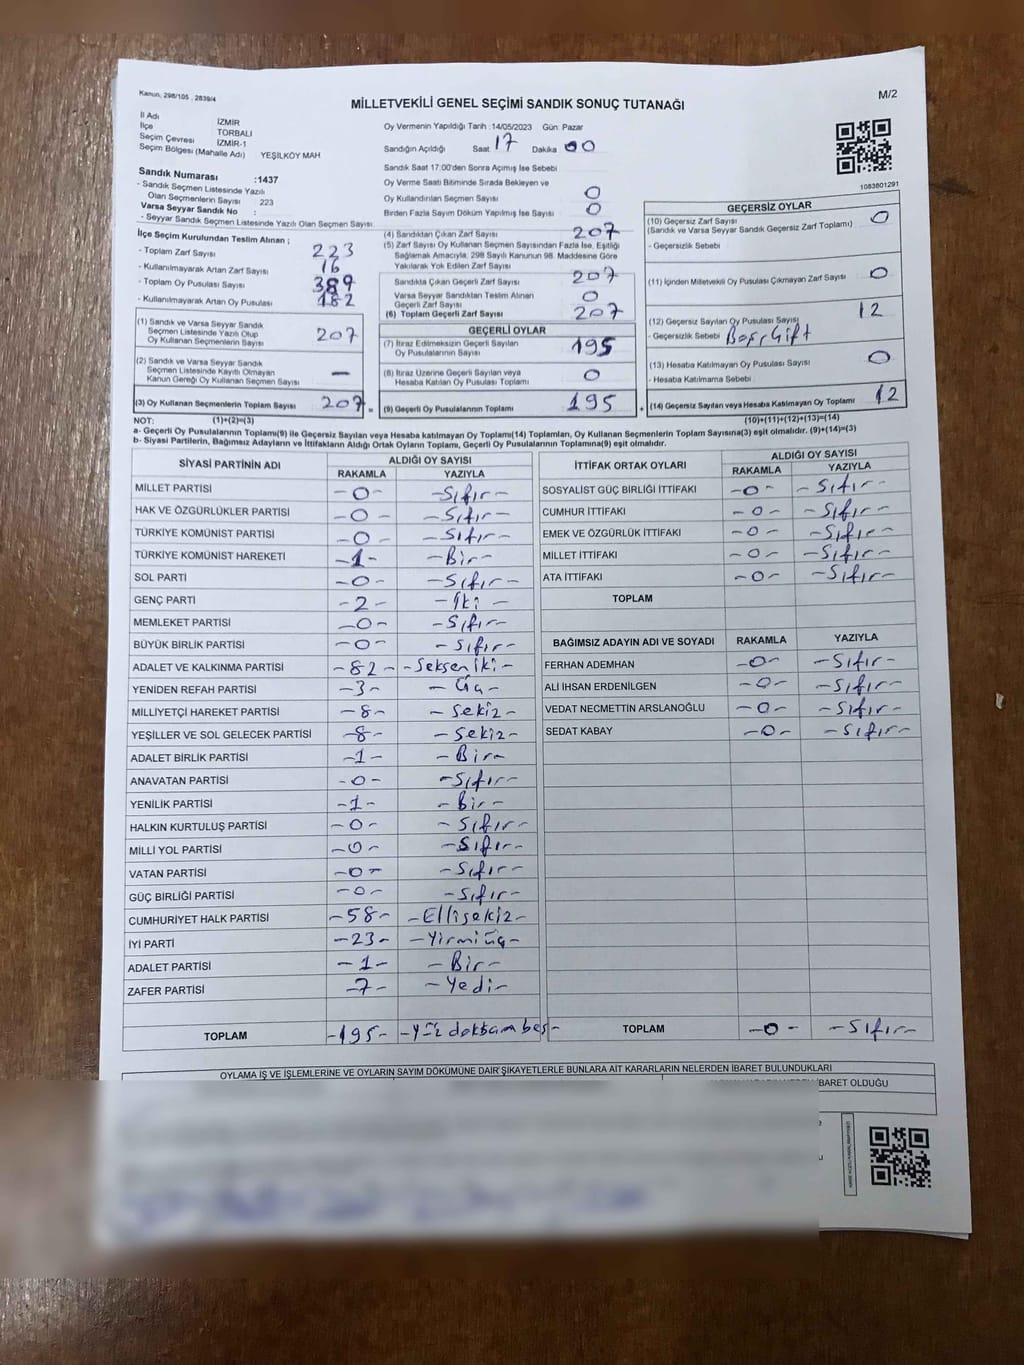 Kanun, 298/105 , 2839/4
MİLLETVEKİLİ GENEL SEÇİMİ SANDIK SONUÇ TUTANAĞI
M/2
İl Adı İZMİR
İlçe TORBALI
Seçim Çevresi İZMİR-1
Seçim Bölgesi (Mahalle Adı) YEŞİLKÖY MAH
Sandık Numarası :1437
- Sandık Seçmen Listesinde Yazılı
Olan Seçmenlerin Sayısı 223
Varsa Seyyar Sandık No :
- Seyyar Sandık Seçmen Listesinde Yazılı Olan Seçmen Sayısı:
İlçe Seçim Kurulundan Teslim Alınan ;
- Toplam Zarf Sayısı 223
- Kullanılmayarak Artan Zarf Sayısı 16
- Toplam Oy Pusulası Sayısı 389
- Kullanılmayarak Artan Oy Pusulası 182
(1) Sandık ve Varsa Seyyar Sandık
Seçmen Listesinde Yazılı Olup
Oy Kullanan Seçmenlerin Sayısı 207
(2) Sandık ve Varsa Seyyar Sandık
Seçmen Listesinde Kayıtlı Olmayan
Kanun Gereği Oy Kullanan Seçmen Sayısı —
(3) Oy Kullanan Seçmenlerin Toplam Sayısı 207 =
Oy Vermenin Yapıldığı Tarih :14/05/2023 Gün: Pazar
Sandığın Açıldığı Saat 17 Dakika 00
Sandık Saat 17:00'den Sonra Açımış İse Sebebi
Oy Verme Saati Bitiminde Sırada Bekleyen ve
Oy Kullandırılan Seçmen Sayısı 0
Birden Fazla Sayım Döküm Yapılmış İse Sayısı 0
(4) Sandıktan Çıkan Zarf Sayısı 207
(5) Zarf Sayısı Oy Kullanan Seçmen Sayısından Fazla İse, Eşitliği
Sağlamak Amacıyla, 298 Sayılı Kanunun 98. Maddesine Göre
Yakılarak Yok Edilen Zarf Sayısı
Sandıkta Çıkan Geçerli Zarf Sayısı 207
Varsa Seyyar Sandıktan Teslim Alınan
Geçerli Zarf Sayısı 0
(6) Toplam Geçerli Zarf Sayısı 207
GEÇERLİ OYLAR
(7) İtiraz Edilmeksizin Geçerli Sayılan
Oy Pusulalarının Sayısı 195
(8) İtiraz Üzerine Geçerli Sayılan veya
Hesaba Katılan Oy Pusulası Toplamı 0
(9) Geçerli Oy Pusulalarının Toplamı 195 +
1083801291
GEÇERSİZ OYLAR
(10) Geçersiz Zarf Sayısı 0
(Sandık ve Varsa Seyyar Sandık Geçersiz Zarf Toplamı)
- Geçersizlik Sebebi
(11) İçinden Milletvekili Oy Pusulası Çıkmayan Zarf Sayısı 0
(12) Geçersiz Sayılan Oy Pusulası Sayısı 12
- Geçersizlik Sebebi
(13) Hesaba Katılmayan Oy Pusulası Sayısı 0
- Hesaba Katılmama Sebebi
(14) Geçersiz Sayılan veya Hesaba Katılmayan Oy Toplamı 12
NOT: (1)+(2)=(3) (10)+(11)+(12)+(13)=(14)
a- Geçerli Oy Pusulalarının Toplamı(9) ile Geçersiz Sayılan veya Hesaba katılmayan Oy Toplamı(14) Toplamları, Oy Kullanan Seçmenlerin Toplam Sayısına(3) eşit olmalıdır. (9)+(14)=(3)
b- Siyasi Partilerin, Bağımsız Adayların ve İttifakların Aldığı Ortak Oyların Toplamı, Geçerli Oy Pusulalarının Toplamına(9) eşit olmalıdır.
SİYASİ PARTİNİN ADI ALDIĞI OY SAYISI
RAKAMLA YAZIYLA
MİLLET PARTİSİ -0- -Sıfır-
HAK VE ÖZGÜRLÜKLER PARTİSİ -0- -Sıfır-
TÜRKİYE KOMÜNİST PARTİSİ -0- -Sıfır-
TÜRKİYE KOMÜNİST HAREKETİ -1- -Bir-
SOL PARTİ -0- -Sıfır-
GENÇ PARTİ -2- -İki-
MEMLEKET PARTİSİ -0- -Sıfır-
BÜYÜK BİRLİK PARTİSİ -0- -Sıfır-
ADALET VE KALKINMA PARTİSİ -82- -Seksen iki-
YENİDEN REFAH PARTİSİ -3- -Üç-
MİLLİYETÇİ HAREKET PARTİSİ -8- -Sekiz-
YEŞİLLER VE SOL GELECEK PARTİSİ -8- -Sekiz-
ADALET BİRLİK PARTİSİ -1- -Bir-
ANAVATAN PARTİSİ -0- -Sıfır-
YENİLİK PARTİSİ -1- -Bir-
HALKIN KURTULUŞ PARTİSİ -0- -Sıfır-
MİLLİ YOL PARTİSİ -0- -Sıfır-
VATAN PARTİSİ -0- -Sıfır-
GÜÇ BİRLİĞİ PARTİSİ -0- -Sıfır-
CUMHURİYET HALK PARTİSİ -58- -Ellisekiz-
İYİ PARTİ -23- -Yirmi üç-
ADALET PARTİSİ -1- -Bir-
ZAFER PARTİSİ -7- -Yedi-
TOPLAM -195- -Yüz doksam beş-
İTTİFAK ORTAK OYLARI ALDIĞI OY SAYISI
RAKAMLA YAZIYLA
SOSYALİST GÜÇ BİRLİĞİ İTTİFAKI -0- -Sıfır-
CUMHUR İTTİFAKI -0- -Sıfır-
EMEK VE ÖZGÜRLÜK İTTİFAKI -0- -Sıfır-
MİLLET İTTİFAKI -0- -Sıfır-
ATA İTTİFAKI -0- -Sıfır-
TOPLAM
BAĞIMSIZ ADAYIN ADI VE SOYADI RAKAMLA YAZIYLA
FERHAN ADEMHAN -0- -Sıfır-
ALİ İHSAN ERDENİLGEN -0- -Sıfır-
VEDAT NECMETTİN ARSLANOĞLU -0- -Sıfır-
SEDAT KABAY -0- -Sıfır-
TOPLAM -0- -Sıfır-
OYLAMA İŞ VE İŞLEMLERİNE VE OYLARIN SAYIM DÖKÜMÜNE DAİR ŞİKAYETLERLE BUNLARA AİT KARARLARIN NELERDEN İBARET BULUNDUKLARI
İBARET OLDUĞU